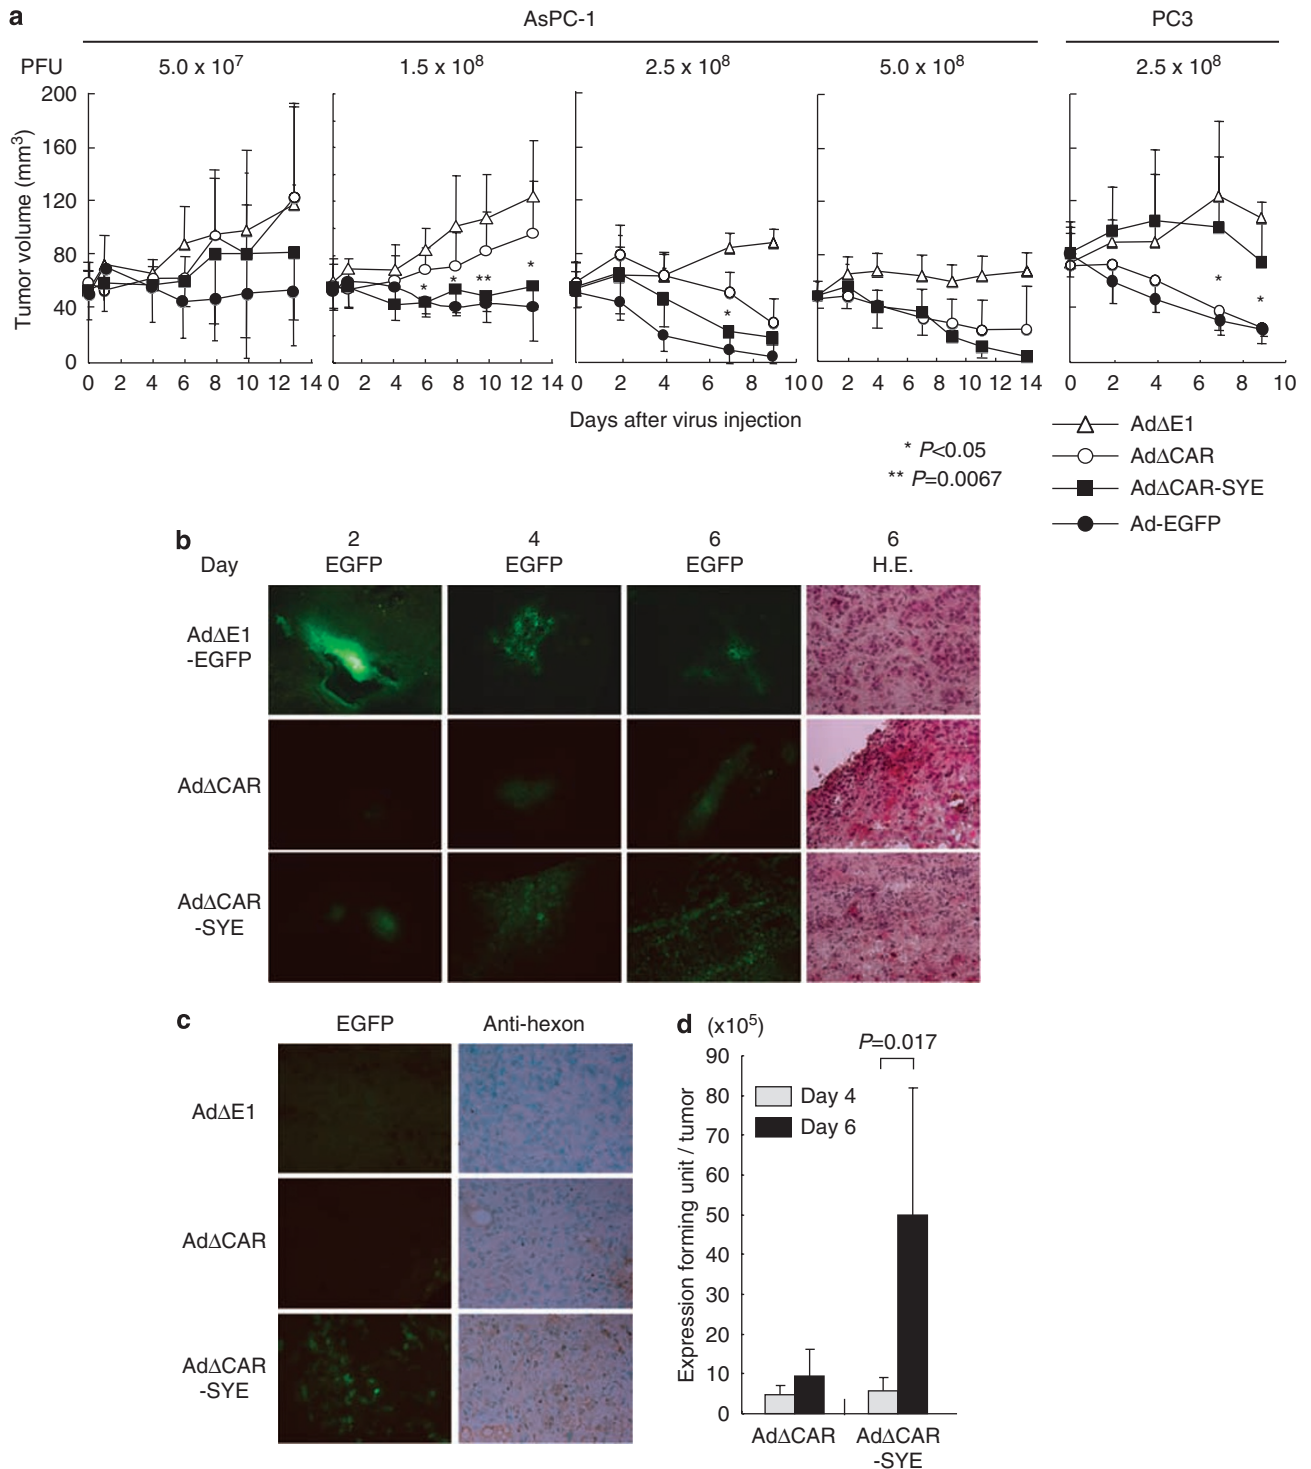 a
AsPC-1
PC3
PFU
5.0 x 10⁷
1.5 x 10⁸
2.5 x 10⁸
5.0 x 10⁸
2.5 x 10⁸
Tumor volume (mm³)
200
160
120
80
40
0
* ** *
*
* *
*
0 2 4 6 8 10 12 14
0 2 4 6 8 10 12 14
0 2 4 6 8 10
0 2 4 6 8 10 12 14
0 2 4 6 8 10
Days after virus injection
* P<0.05
** P=0.0067
AdΔE1
AdΔCAR
AdΔCAR-SYE
Ad-EGFP
b
Day
2
EGFP
4
EGFP
6
EGFP
6
H.E.
AdΔE1
-EGFP
AdΔCAR
AdΔCAR
-SYE
c
EGFP
Anti-hexon
AdΔE1
AdΔCAR
AdΔCAR
-SYE
d
(x10⁵)
P=0.017
Expression forming unit / tumor
90
80
70
60
50
40
30
20
10
0
Day 4
Day 6
AdΔCAR
AdΔCAR
-SYE